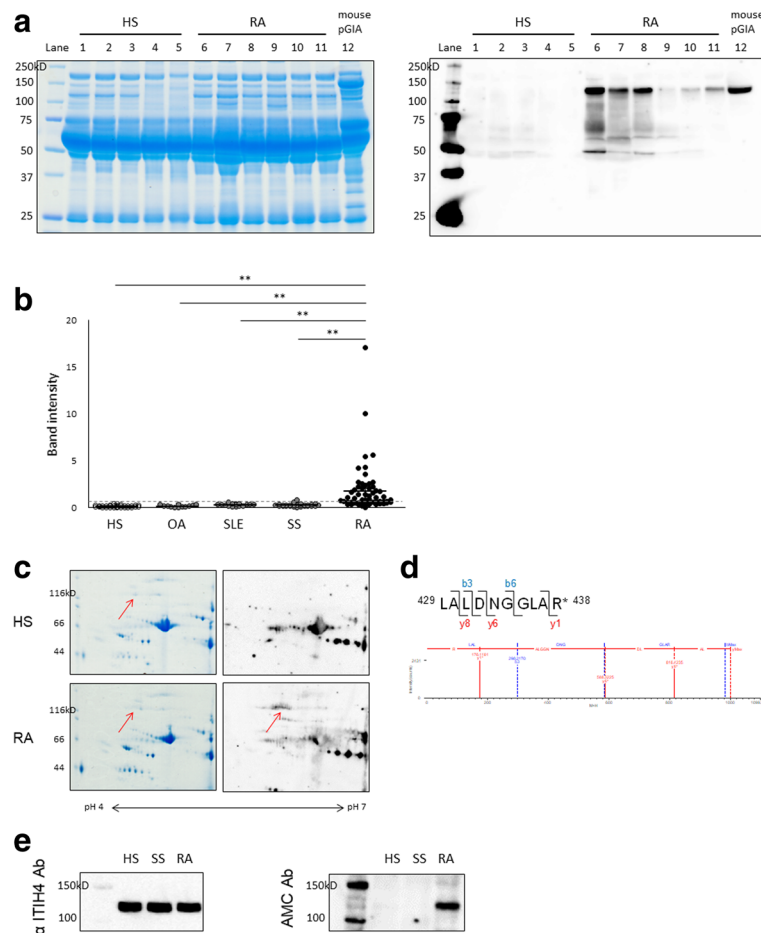 a
HS RA mouse pGIA
Lane 1 2 3 4 5 6 7 8 9 10 11 12
250kD
150
100
75
50
37
25
HS RA mouse pGIA
Lane 1 2 3 4 5 6 7 8 9 10 11 12
250kD
150
100
75
50
37
25
b
**
**
**
**
Band intensity
20
15
10
5
0
HS OA SLE SS RA
c
HS
116kD
66
44
RA
116kD
66
44
pH 4 pH 7
d
b3 b6
429 LALDNGGLAR* 438
y8 y6 y1
e
HS SS RA
α ITIH4 Ab
150kD
100
HS SS RA
AMC Ab
150kD
100